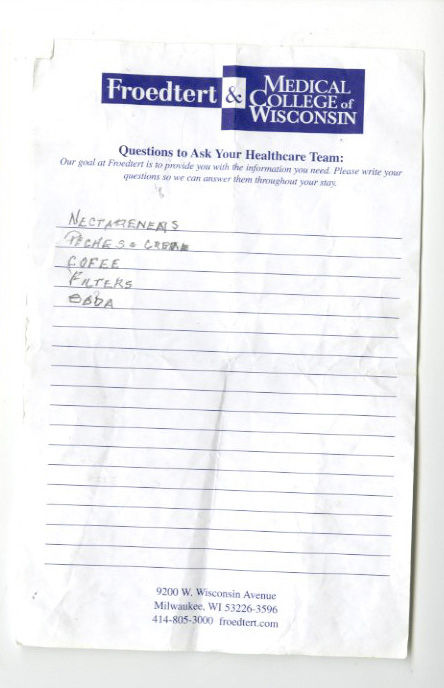 Froedtert & MEDICAL COLLEGE of WISCONSIN
Questions to Ask Your Healthcare Team:
Our goal at Froedtert is to provide you with the information you need. Please write your
questions so we can answer them throughout your stay.
NECTARENENS
PECHES & CREAM
COFEE
FILTERS
9200 W. Wisconsin Avenue
Milwaukee, WI 53226-3596
414-805-3000 froedtert.com